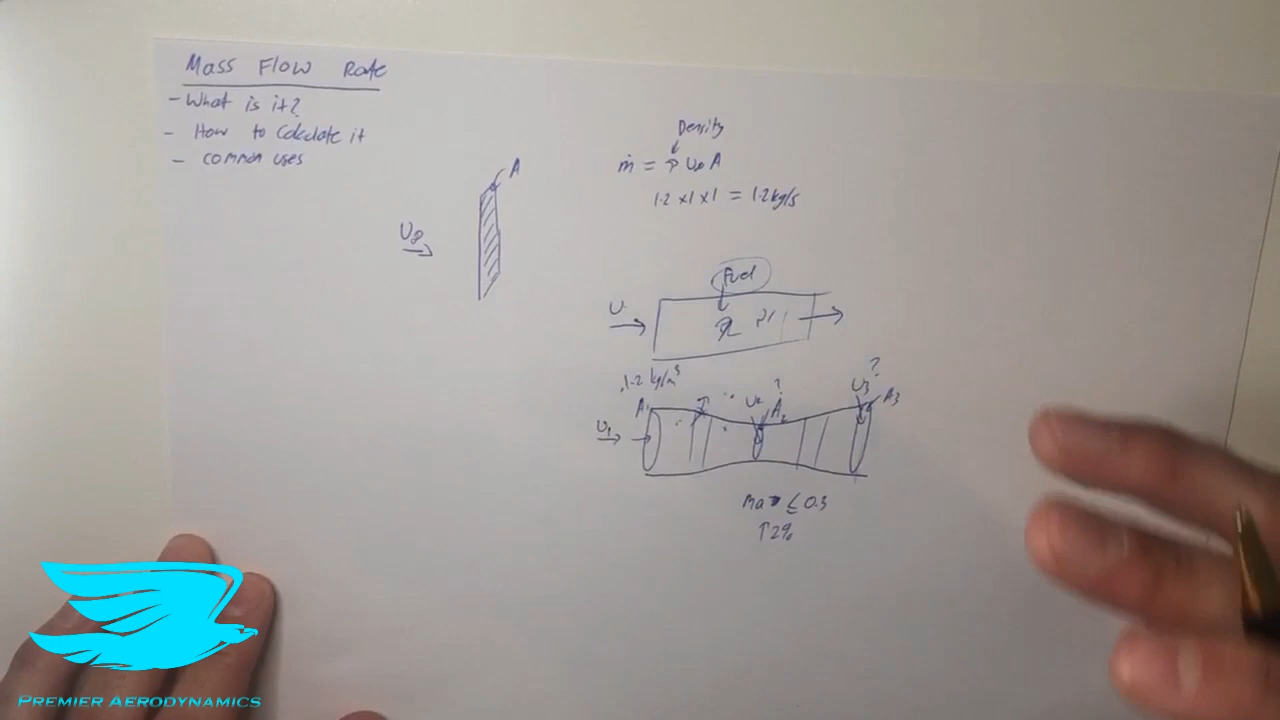 Mass Flow Rate
- What is it?
- How to Calculate it
- common uses
A
U∞
Density
ṁ = ρ U∞ A
1.2 x 1 x 1 = 1.2 kg/s
Fuel
U
1.2 kg/m³
A1
U1
U2 ?
A2
U3 ?
A3
Ma ≤ 0.3
↑2%
PREMIER AERODYNAMICS